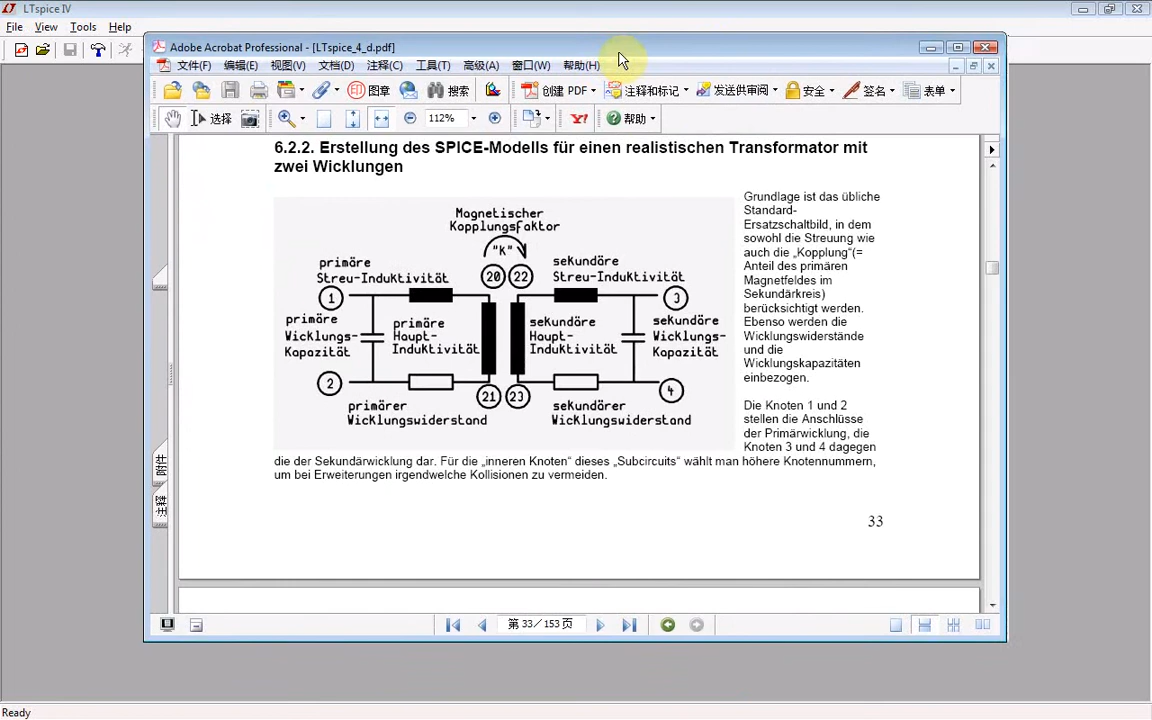 LTspice IV
File View Tools Help
Adobe Acrobat Professional - [LTspice_4_d.pdf]
文件(F) 编辑(E) 视图(V) 文档(D) 注释(C) 工具(T) 高级(A) 窗口(W) 帮助(H)
图章 搜索 创建 PDF 注释和标记 发送供审阅 安全 签名 表单
选择 112% Y! 帮助
6.2.2. Erstellung des SPICE-Modells für einen realistischen Transformator mit
zwei Wicklungen
Magnetischer
Kopplungsfaktor
"K"
primäre
Streu-Induktivität
20
22
sekundäre
Streu-Induktivität
1
3
primäre
Wicklungs-
Kapazität
primäre
Haupt-
Induktivität
sekundäre
Haupt-
Induktivität
sekundäre
Wicklungs-
Kapazität
2
21
23
4
primärer
Wicklungswiderstand
sekundärer
Wicklungswiderstand
Grundlage ist das übliche
Standard-
Ersatzschaltbild, in dem
sowohl die Streuung wie
auch die „Kopplung“(=
Anteil des primären
Magnetfeldes im
Sekundärkreis)
berücksichtigt werden.
Ebenso werden die
Wicklungswiderstände
und die
Wicklungskapazitäten
einbezogen.
Die Knoten 1 und 2
stellen die Anschlüsse
der Primärwicklung, die
Knoten 3 und 4 dagegen
die der Sekundärwicklung dar. Für die „inneren Knoten“ dieses „Subcircuits“ wählt man höhere Knotennummern,
um bei Erweiterungen irgendwelche Kollisionen zu vermeiden.
33
附件
注释
第 33/153 页
Ready